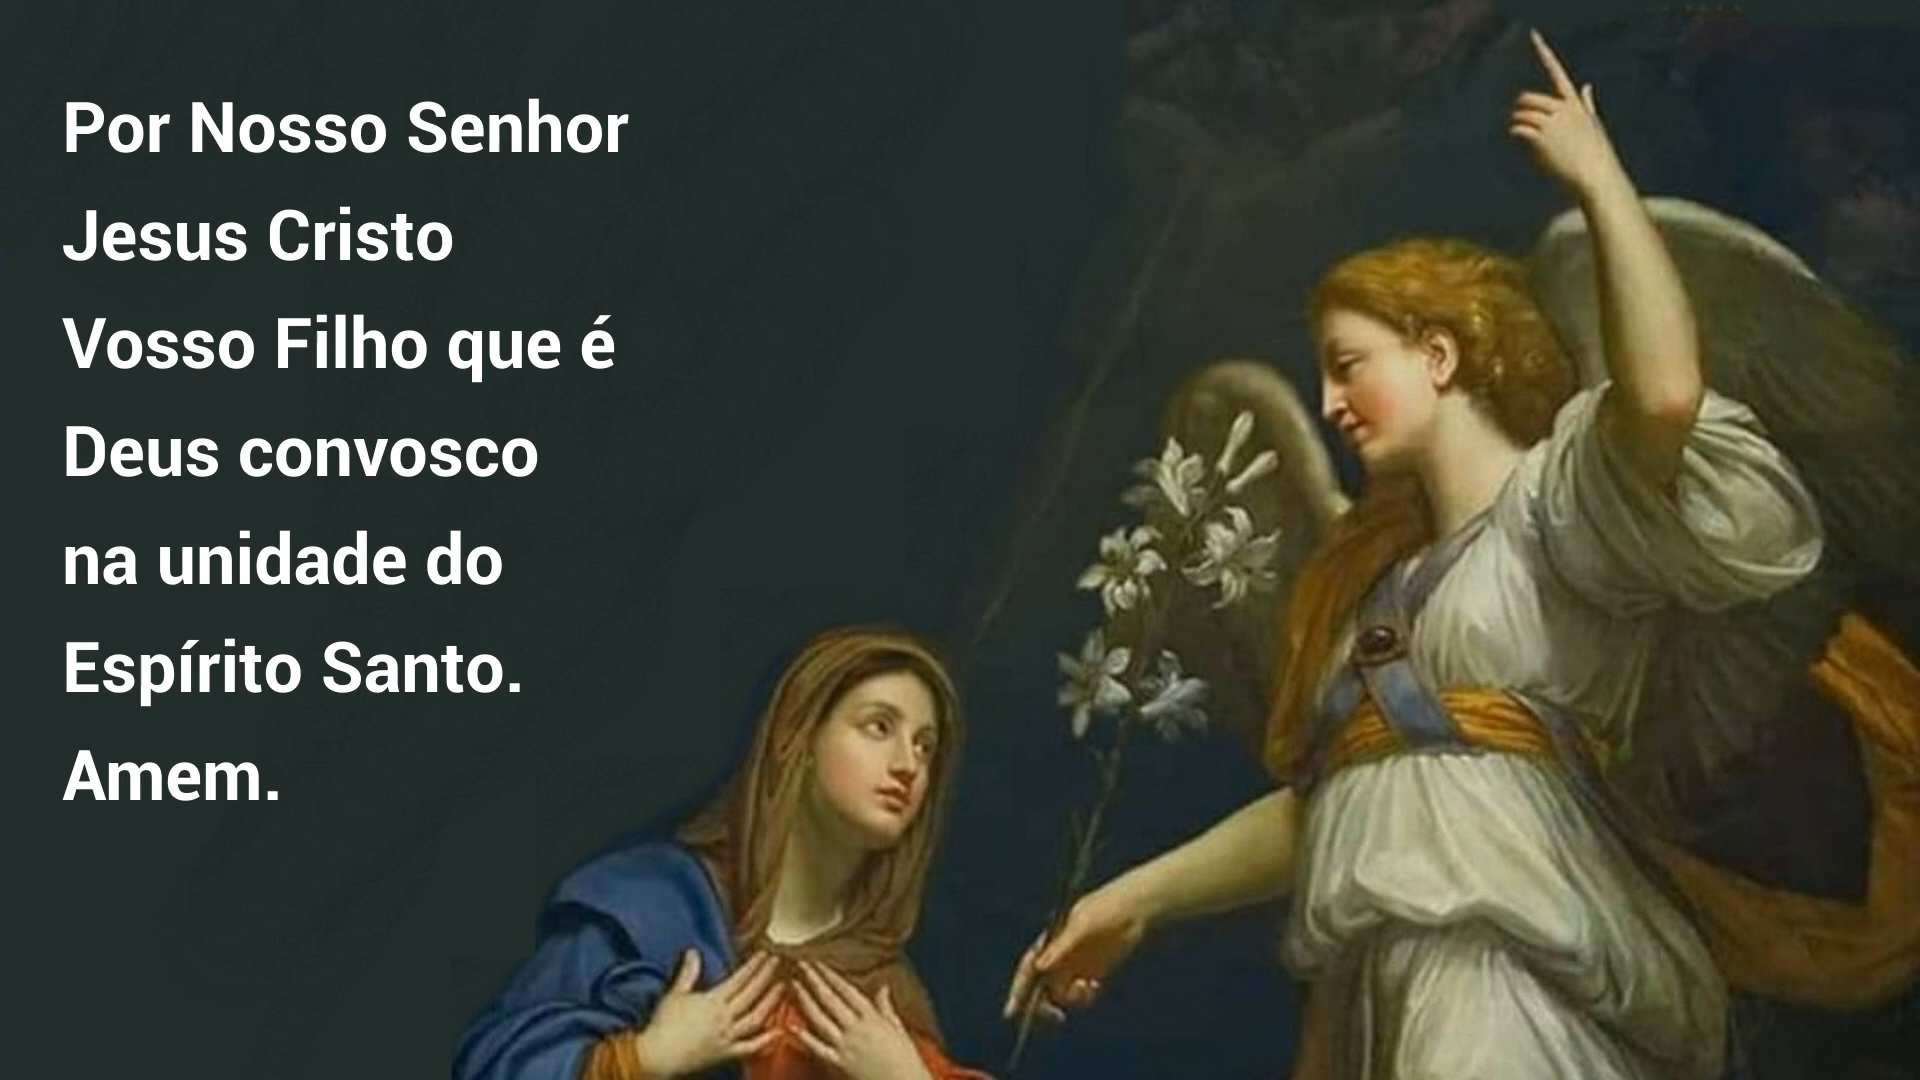 Por Nosso Senhor
Jesus Cristo
Vosso Filho que é
Deus convosco
na unidade do
Espírito Santo.
Amem.